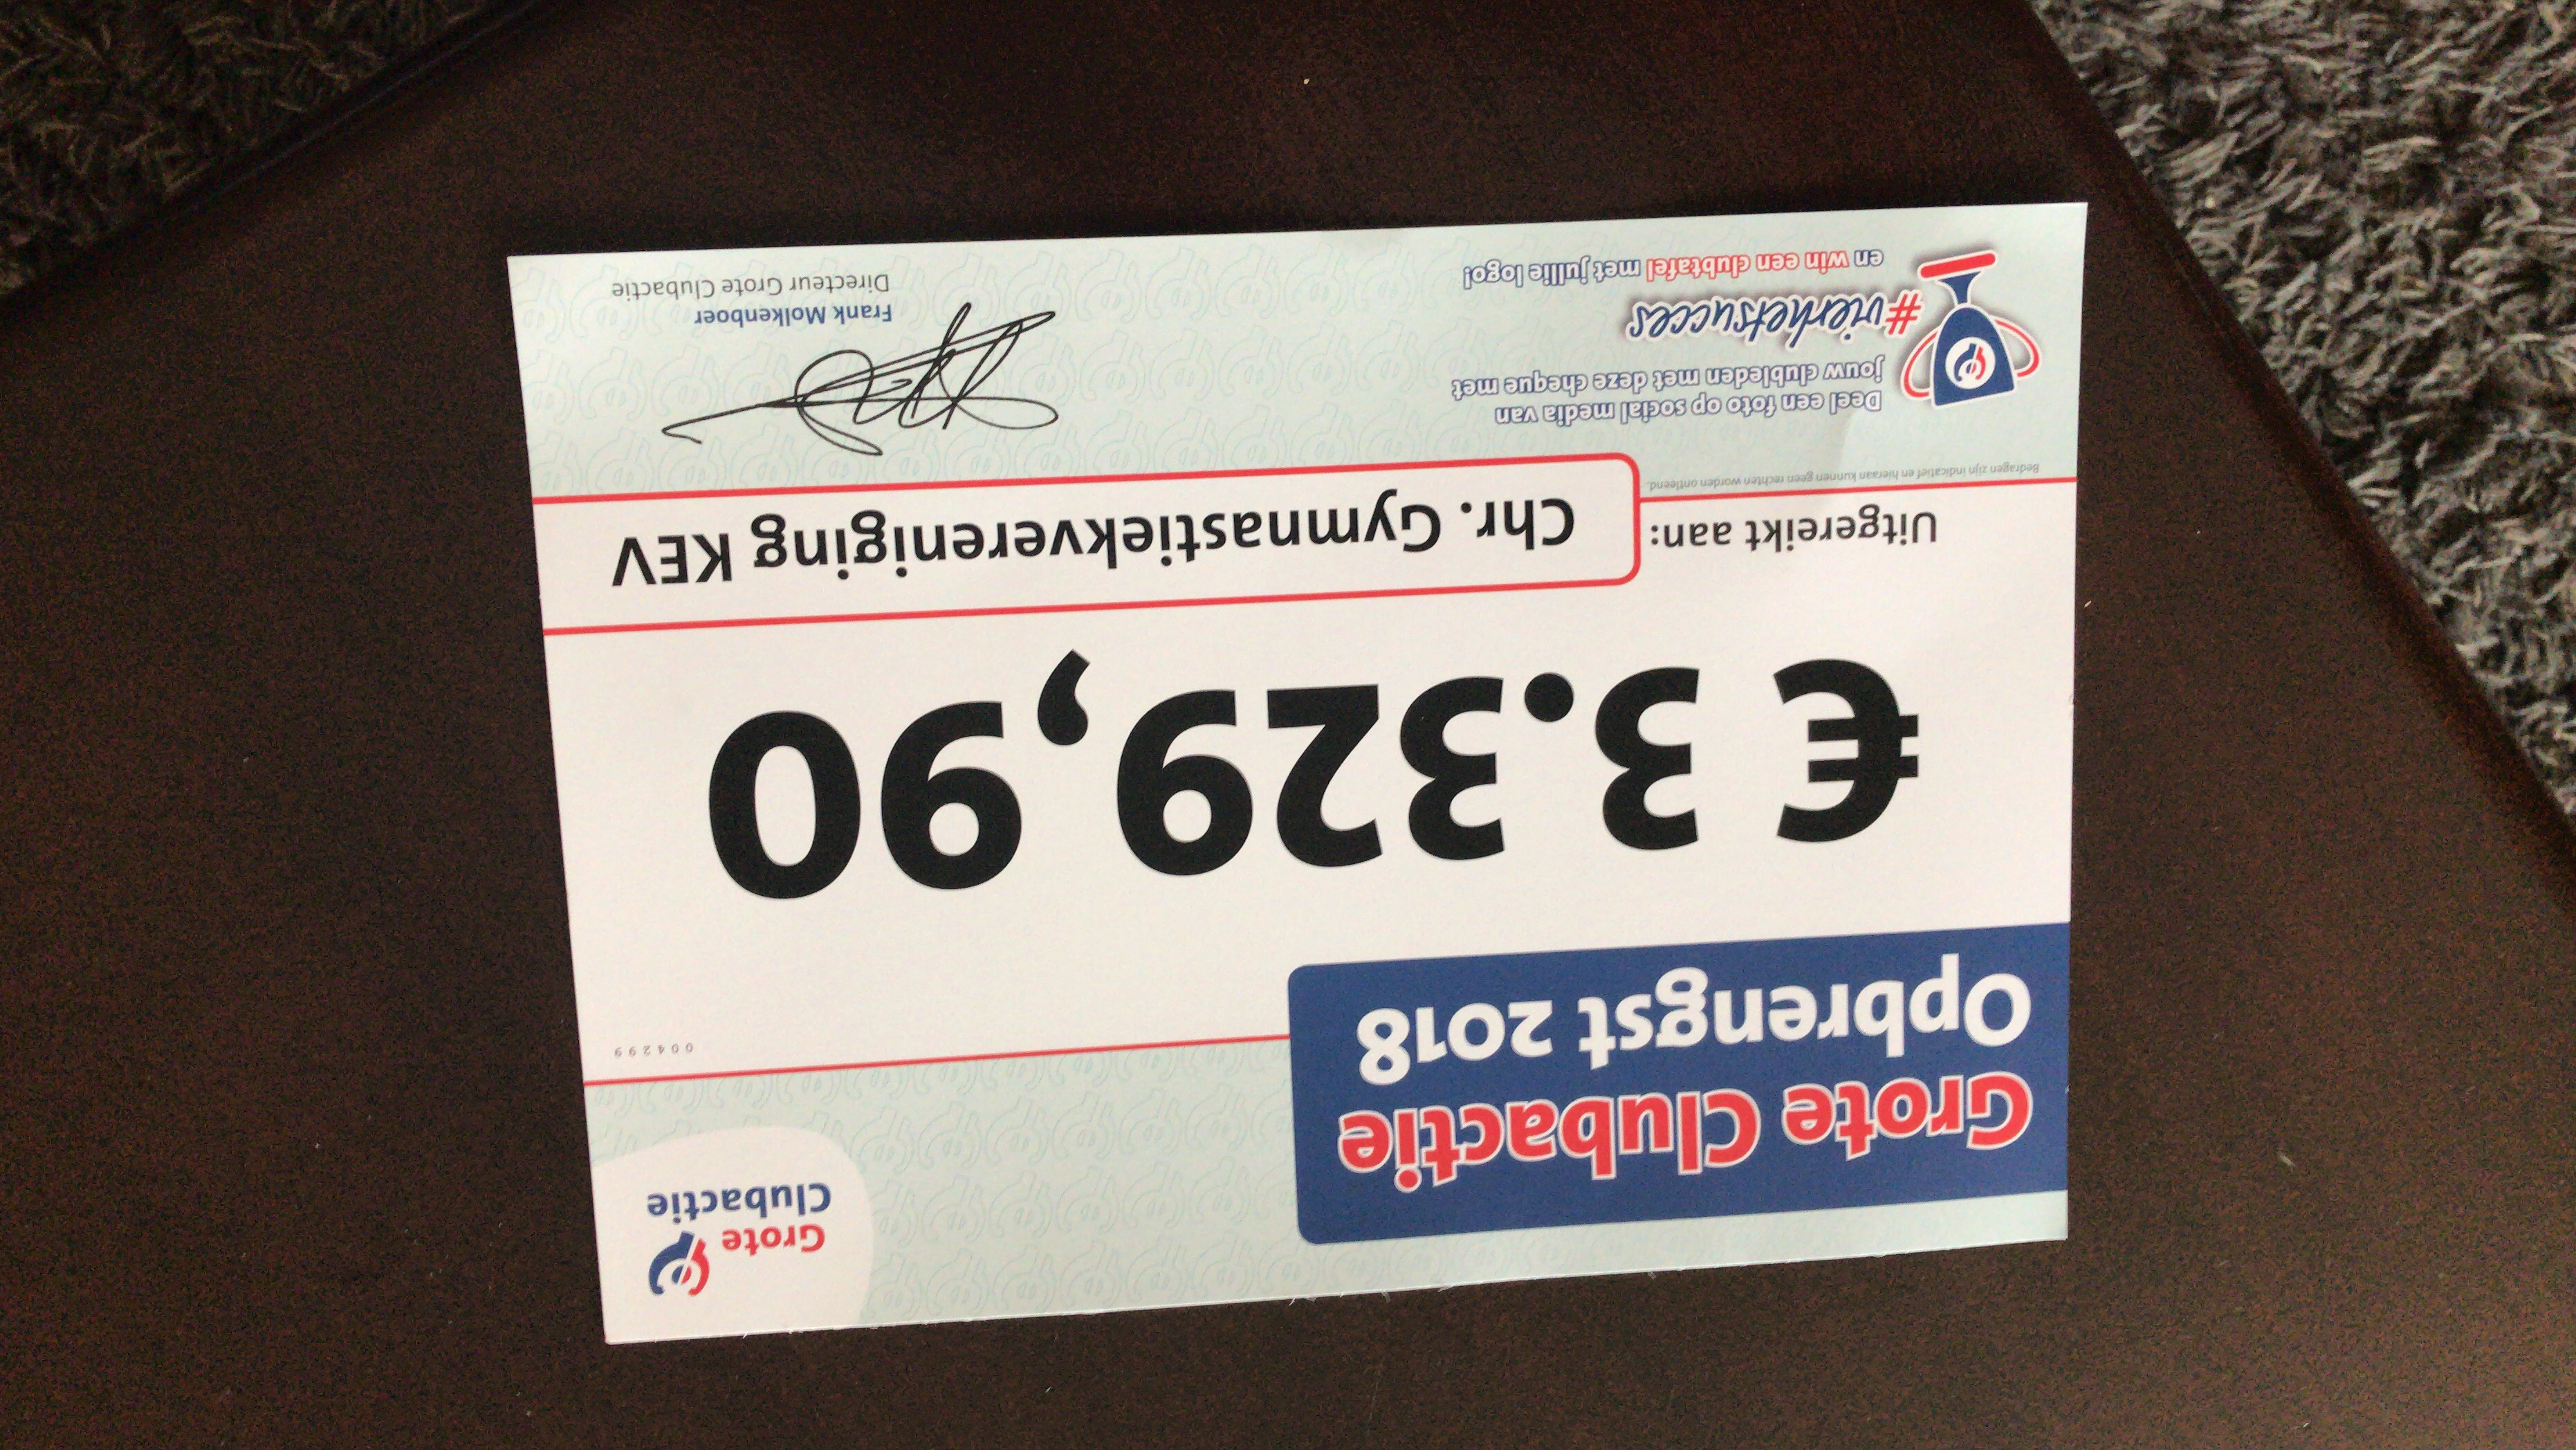 Grote Clubactie
Opbrengst 2018
Grote
Clubactie
004299
€ 3.329,90
Uitgereikt aan:
Chr. Gymnastiekvereniging KEV
Bedragen zijn indicatief en hieraan kunnen geen rechten worden ontleend.
Deel een foto op social media van
jouw clubleden met deze cheque met
#vierhetsucces
en win een clubtafel met jullie logo!
Frank Molkenboer
Directeur Grote Clubactie